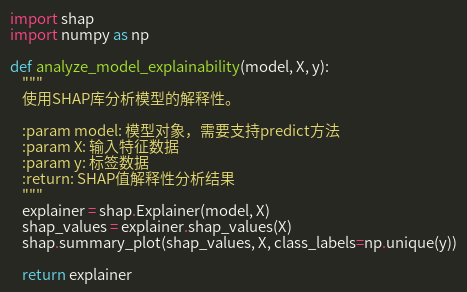 import shap
import numpy as np

def analyze_model_explainability(model, X, y):
    """
    使用SHAP库分析模型的解释性。

    :param model: 模型对象，需要支持predict方法
    :param X: 输入特征数据
    :param y: 标签数据
    :return: SHAP值解释性分析结果
    """
    explainer = shap.Explainer(model, X)
    shap_values = explainer.shap_values(X)
    shap.summary_plot(shap_values, X, class_labels=np.unique(y))

    return explainer